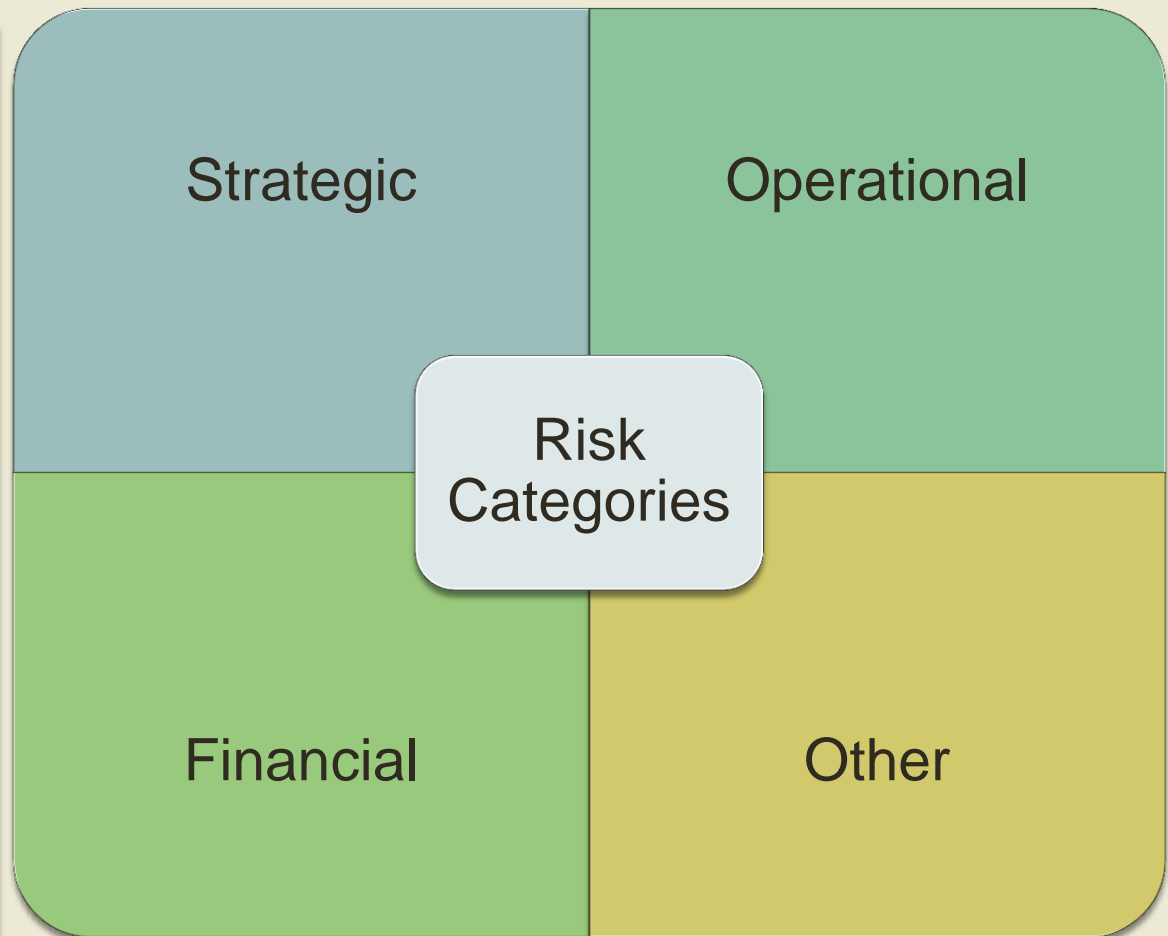 Strategic
Operational
Risk
Categories
Financial
Other